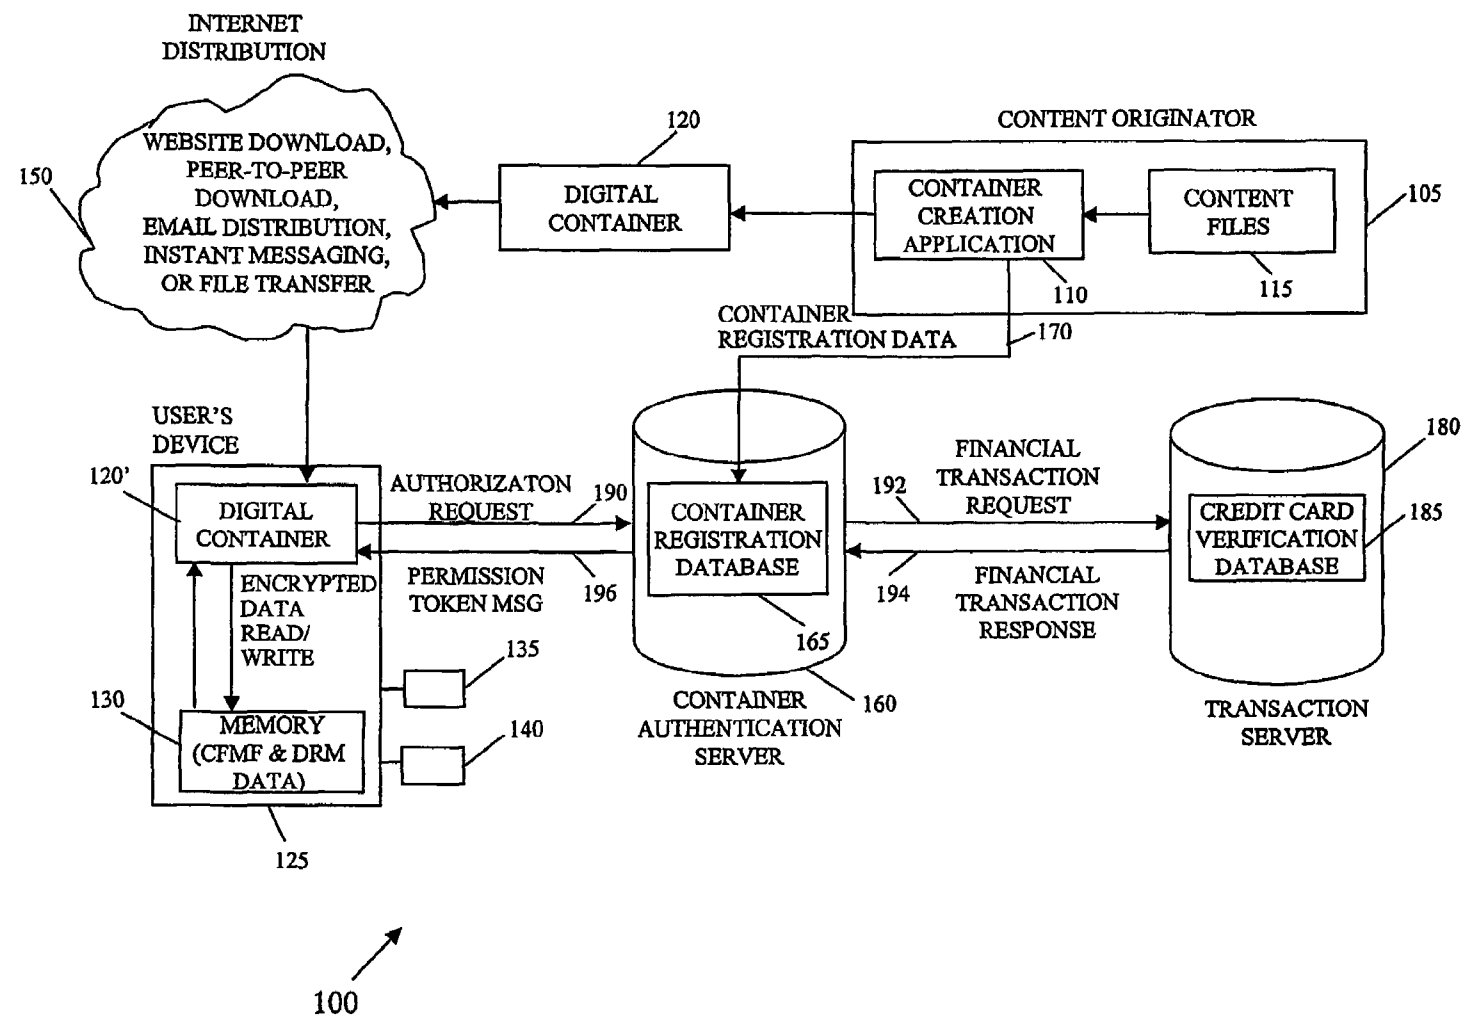 INTERNET
DISTRIBUTION
WEBSITE DOWNLOAD,
PEER-TO-PEER
DOWNLOAD,
EMAIL DISTRIBUTION,
INSTANT MESSAGING,
OR FILE TRANSFER
150
120
DIGITAL
CONTAINER
CONTENT ORIGINATOR
CONTAINER
CREATION
APPLICATION
110
CONTENT
FILES
115
105
CONTAINER
REGISTRATION DATA
170
USER'S
DEVICE
120'
DIGITAL
CONTAINER
ENCRYPTED
DATA
READ/
WRITE
130
MEMORY
(CFMF & DRM
DATA)
125
135
140
AUTHORIZATON
REQUEST
190
PERMISSION
TOKEN MSG
196
CONTAINER
REGISTRATION
DATABASE
165
160
CONTAINER
AUTHENTICATION
SERVER
FINANCIAL
TRANSACTION
REQUEST
192
194
FINANCIAL
TRANSACTION
RESPONSE
180
CREDIT CARD
VERIFICATION
DATABASE
185
TRANSACTION
SERVER
100